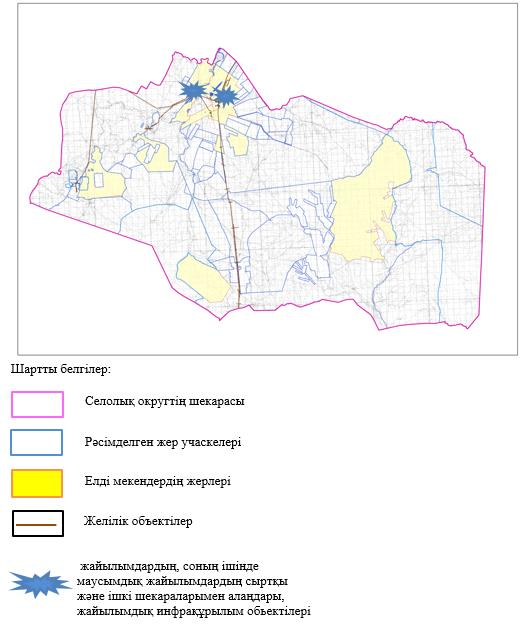 Шартты белгілер:
Селолық округтің шекарасы
Рәсімделген жер учаскелері
Елді мекендердің жерлері
Желілік объектілер
жайылымдардың, соның ішінде
маусымдық жайылымдардың сыртқы
және ішкі шекараларымен алаңдары,
жайылымдық инфрақұрылым объектілері